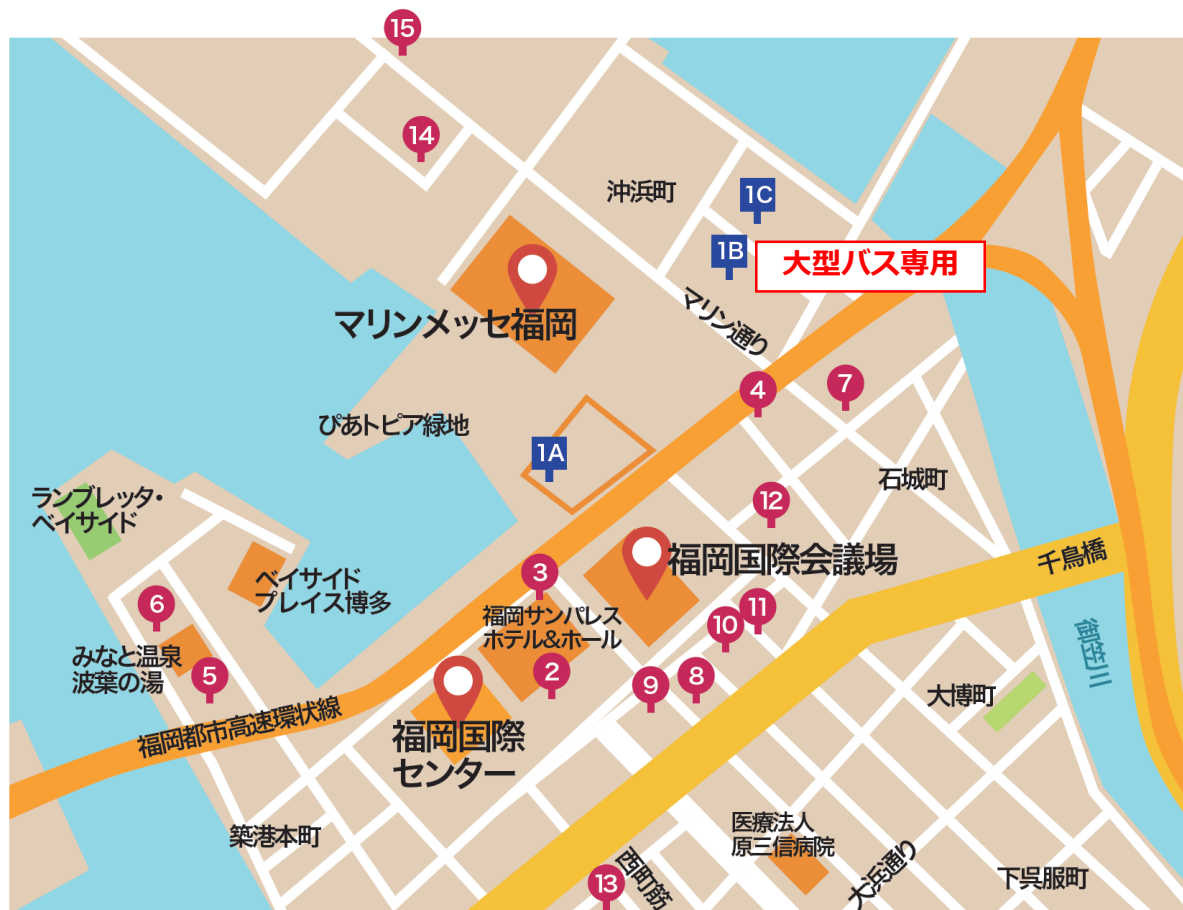 15
14
沖浜町
1C
1B
大型バス専用
マリンメッセ福岡
マリン通り
4
7
ぴあトピア緑地
1A
石城町
ランブレッタ・
ベイサイド
12
千鳥橋
福岡国際会議場
3
ベイサイド
プレイス博多
6
福岡サンパレス
ホテル&ホール
11
10
御笠川
みなと温泉
波葉の湯
5
2
9
8
大博町
福岡都市高速環状線
福岡国際
センター
築港本町
医療法人
原三信病院
大浜通り
西町筋
13
下呉服町